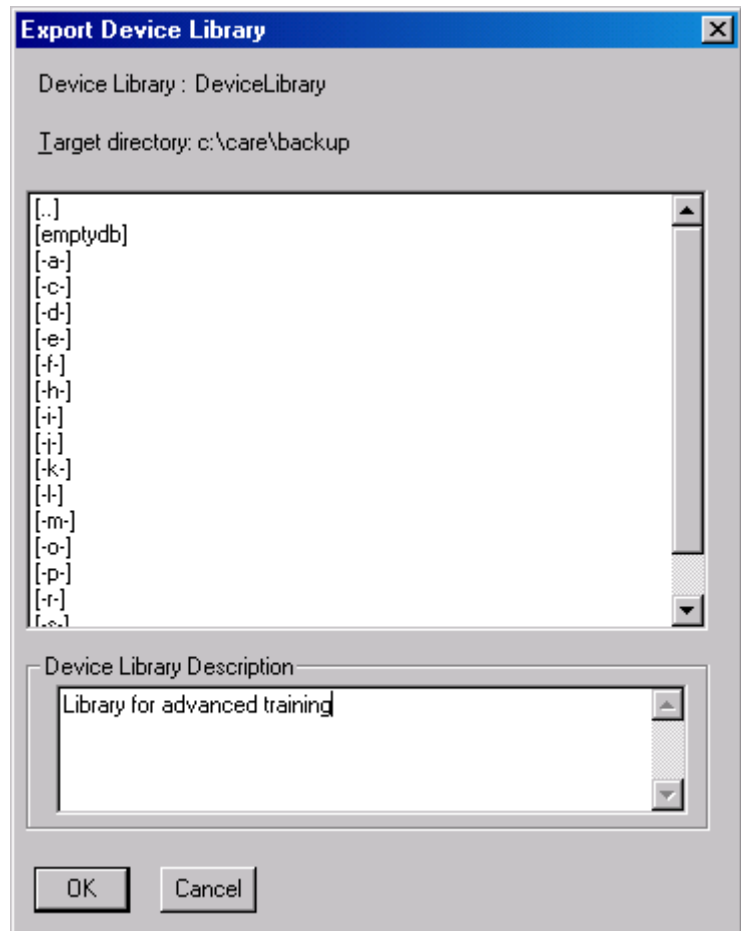 Export Device Library
Device Library : DeviceLibrary
Target directory: c:\care\backup
[..]
[emptydb]
[-a-]
[-c-]
[-d-]
[-e-]
[-f-]
[-h-]
[-i-]
[-j-]
[-k-]
[-l-]
[-m-]
[-o-]
[-p-]
[-r-]
[-s-]
Device Library Description
Library for advanced training
OK
Cancel